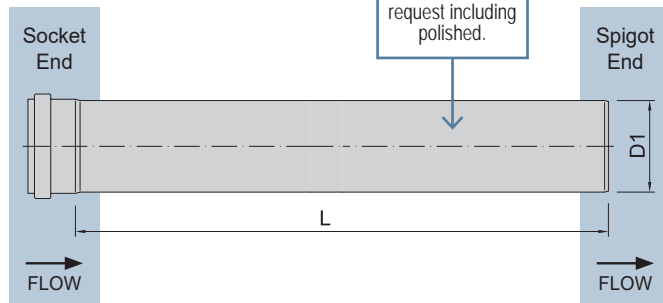 request including
polished.
Socket
End
Spigot
End
D1
L
FLOW
FLOW